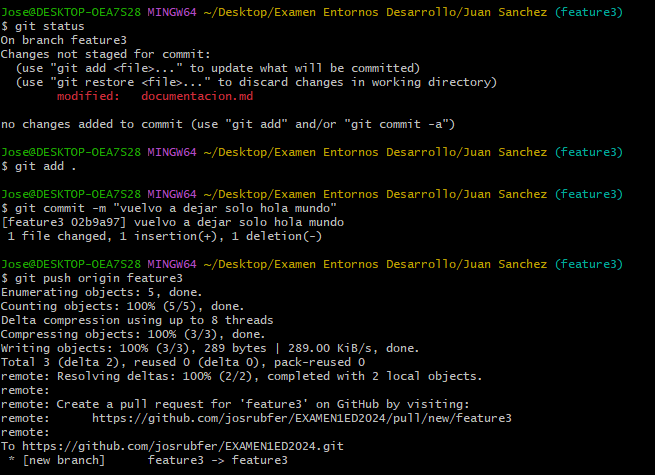 Jose@DESKTOP-OEA7S28 MINGW64 ~/Desktop/Examen Entornos Desarrollo/Juan Sanchez (feature3)
$ git status
On branch feature3
Changes not staged for commit:
  (use "git add <file>..." to update what will be committed)
  (use "git restore <file>..." to discard changes in working directory)
        modified:   documentacion.md

no changes added to commit (use "git add" and/or "git commit -a")

Jose@DESKTOP-OEA7S28 MINGW64 ~/Desktop/Examen Entornos Desarrollo/Juan Sanchez (feature3)
$ git add .

Jose@DESKTOP-OEA7S28 MINGW64 ~/Desktop/Examen Entornos Desarrollo/Juan Sanchez (feature3)
$ git commit -m "vuelvo a dejar solo hola mundo"
[feature3 02b9a97] vuelvo a dejar solo hola mundo
 1 file changed, 1 insertion(+), 1 deletion(-)

Jose@DESKTOP-OEA7S28 MINGW64 ~/Desktop/Examen Entornos Desarrollo/Juan Sanchez (feature3)
$ git push origin feature3
Enumerating objects: 5, done.
Counting objects: 100% (5/5), done.
Delta compression using up to 8 threads
Compressing objects: 100% (3/3), done.
Writing objects: 100% (3/3), 289 bytes | 289.00 KiB/s, done.
Total 3 (delta 2), reused 0 (delta 0), pack-reused 0
remote: Resolving deltas: 100% (2/2), completed with 2 local objects.
remote:
remote: Create a pull request for 'feature3' on GitHub by visiting:
remote:      https://github.com/josrubfer/EXAMEN1ED2024/pull/new/feature3
remote:
To https://github.com/josrubfer/EXAMEN1ED2024.git
 * [new branch]      feature3 -> feature3